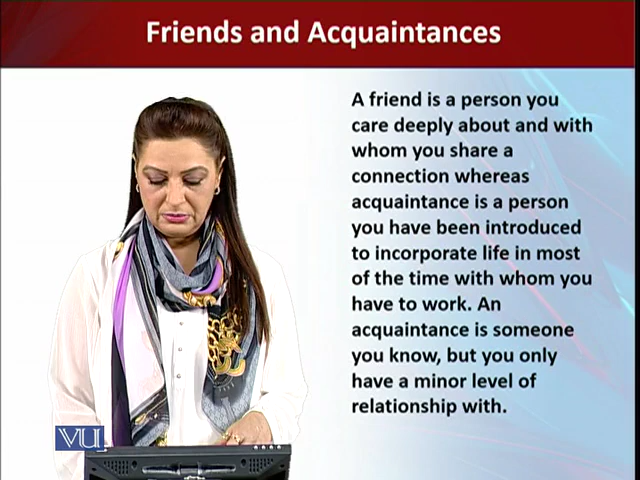 Friends and Acquaintances
A friend is a person you
care deeply about and with
whom you share a
connection whereas
acquaintance is a person
you have been introduced
to incorporate life in most
of the time with whom you
have to work. An
acquaintance is someone
you know, but you only
have a minor level of
relationship with.
VU